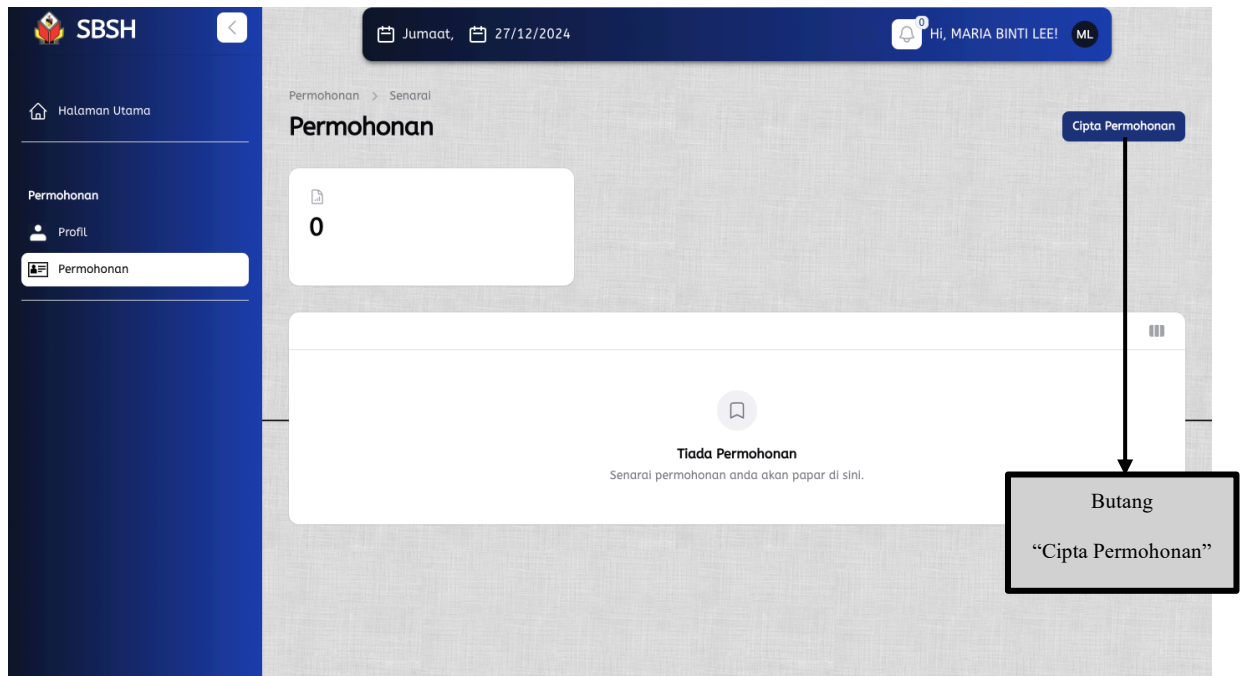 SBSH
Jumaat, 27/12/2024
0
Hi, MARIA BINTI LEE! ML
Halaman Utama
Permohonan
Profil
Permohonan
Permohonan > Senarai
Permohonan
Cipta Permohonan
0
Tiada Permohonan
Senarai permohonan anda akan papar di sini.
Butang
“Cipta Permohonan”